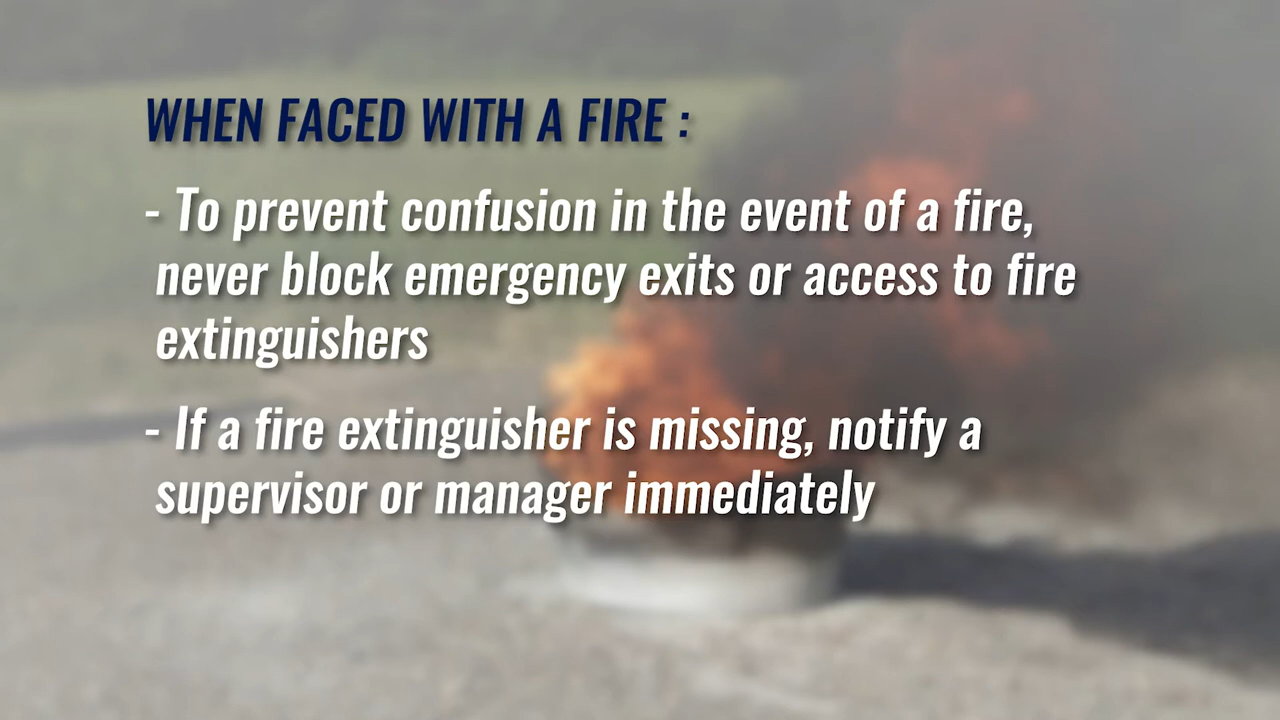 WHEN FACED WITH A FIRE :
- To prevent confusion in the event of a fire,
never block emergency exits or access to fire
extinguishers
- If a fire extinguisher is missing, notify a
supervisor or manager immediately